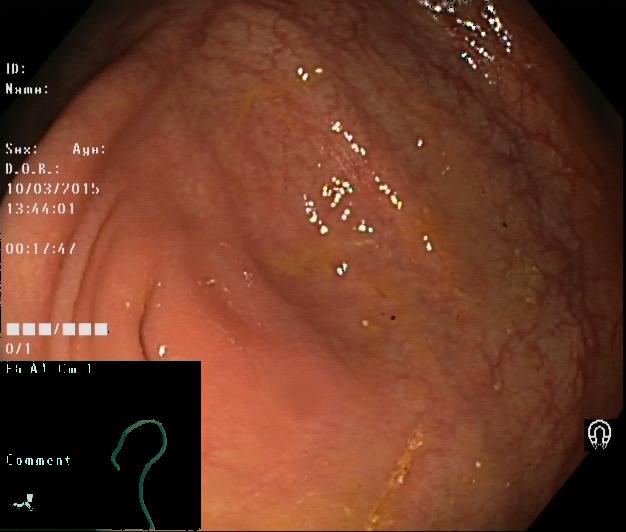 ID:
Name:
Sex: Age:
D.O.B.:
10/03/2015
13:44:01
00:17:47
0/1
Comment